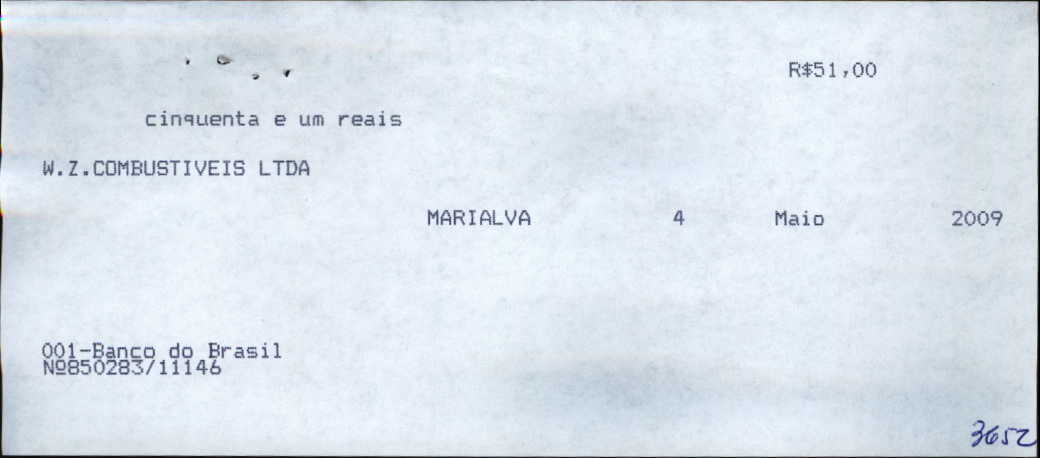 R$51,00
cinquenta e um reais
W.Z.COMBUSTIVEIS LTDA
MARIALVA 4 Maio 2009
001-Banco do Brasil
Nº850283/11146
3652